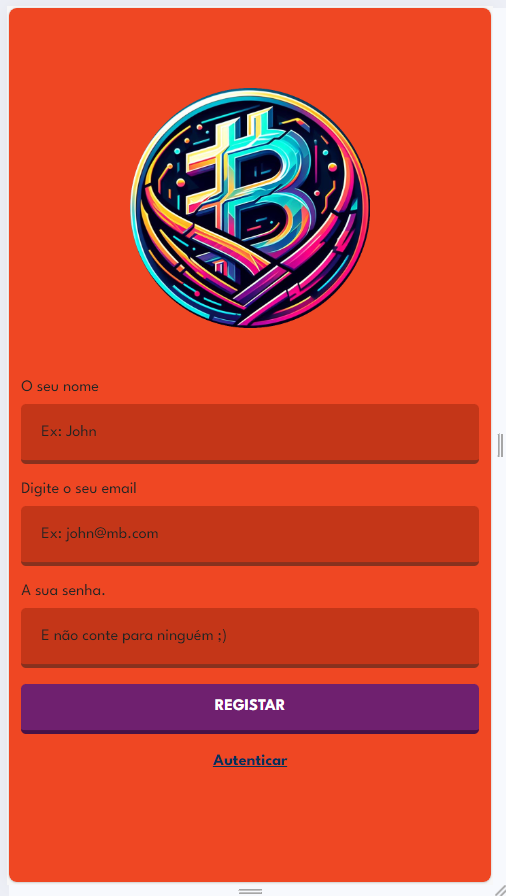 O seu nome
Ex: John
Digite o seu email
Ex: john@mb.com
A sua senha.
E não conte para ninguém ;)
REGISTAR
Autenticar